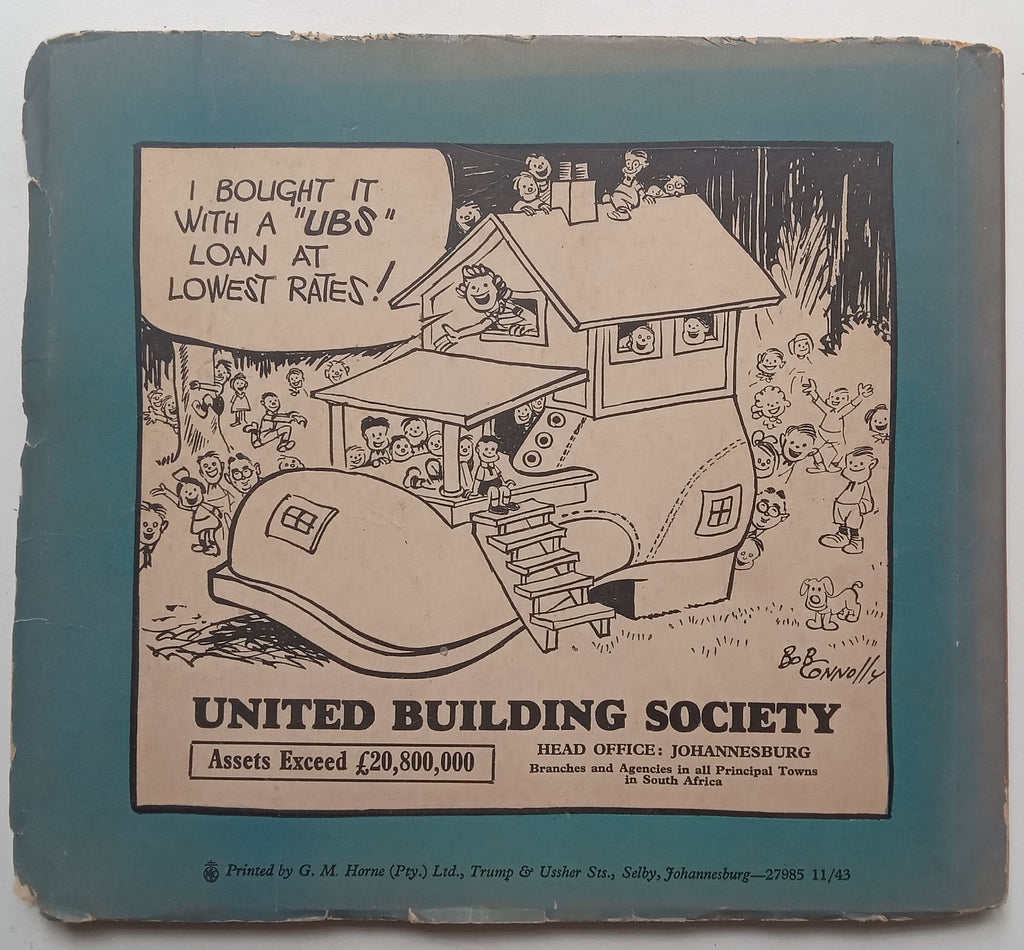 I BOUGHT IT
WITH A "UBS"
LOAN AT
LOWEST RATES!
BOB CONNOLLY
UNITED BUILDING SOCIETY
Assets Exceed £20,800,000
HEAD OFFICE: JOHANNESBURG
Branches and Agencies in all Principal Towns
in South Africa
Printed by G. M. Horne (Pty.) Ltd., Trump & Ussher Sts., Selby, Johannesburg—27985 11/43